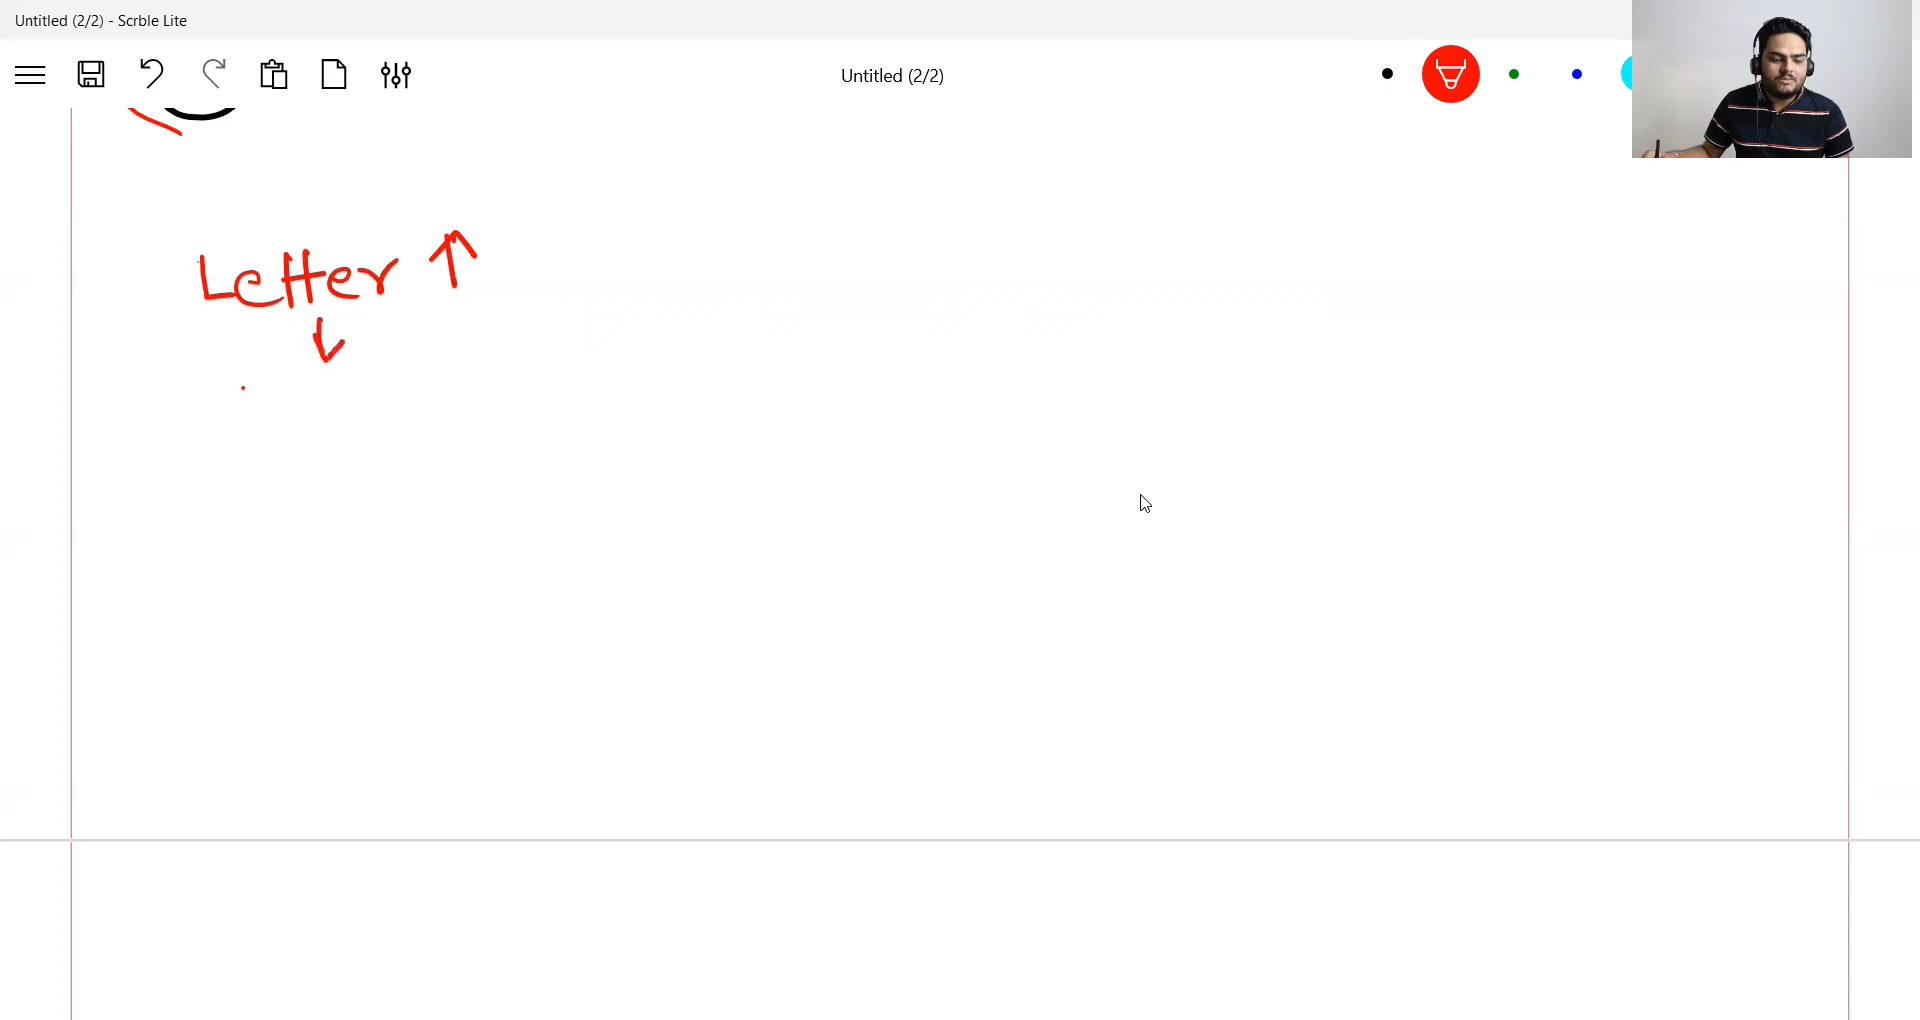 Untitled (2/2) - Scrble Lite
Untitled (2/2)
Letter ↑
↓